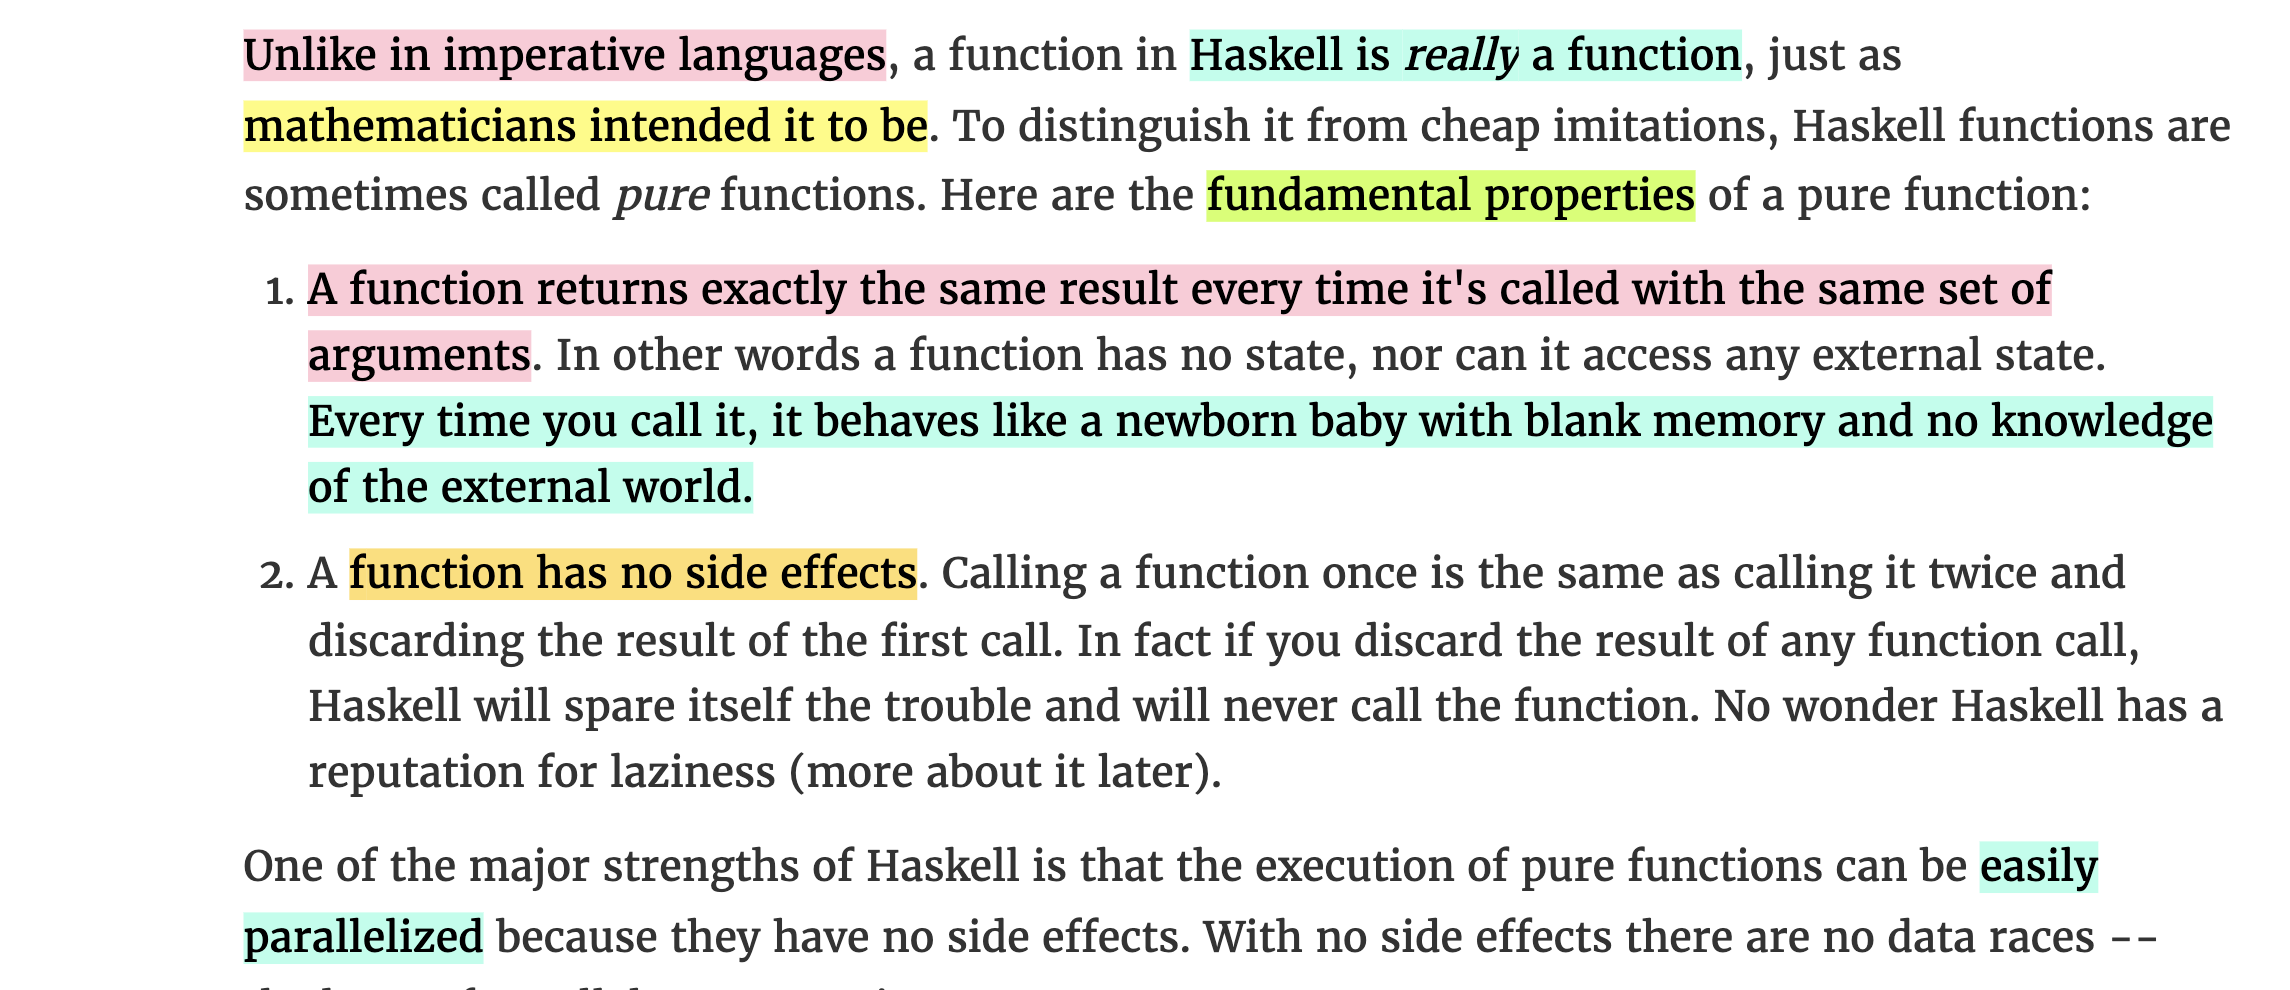 Unlike in imperative languages, a function in Haskell is really a function, just as
mathematicians intended it to be. To distinguish it from cheap imitations, Haskell functions are
sometimes called pure functions. Here are the fundamental properties of a pure function:
1. A function returns exactly the same result every time it's called with the same set of
arguments. In other words a function has no state, nor can it access any external state.
Every time you call it, it behaves like a newborn baby with blank memory and no knowledge
of the external world.
2. A function has no side effects. Calling a function once is the same as calling it twice and
discarding the result of the first call. In fact if you discard the result of any function call,
Haskell will spare itself the trouble and will never call the function. No wonder Haskell has a
reputation for laziness (more about it later).
One of the major strengths of Haskell is that the execution of pure functions can be easily
parallelized because they have no side effects. With no side effects there are no data races --